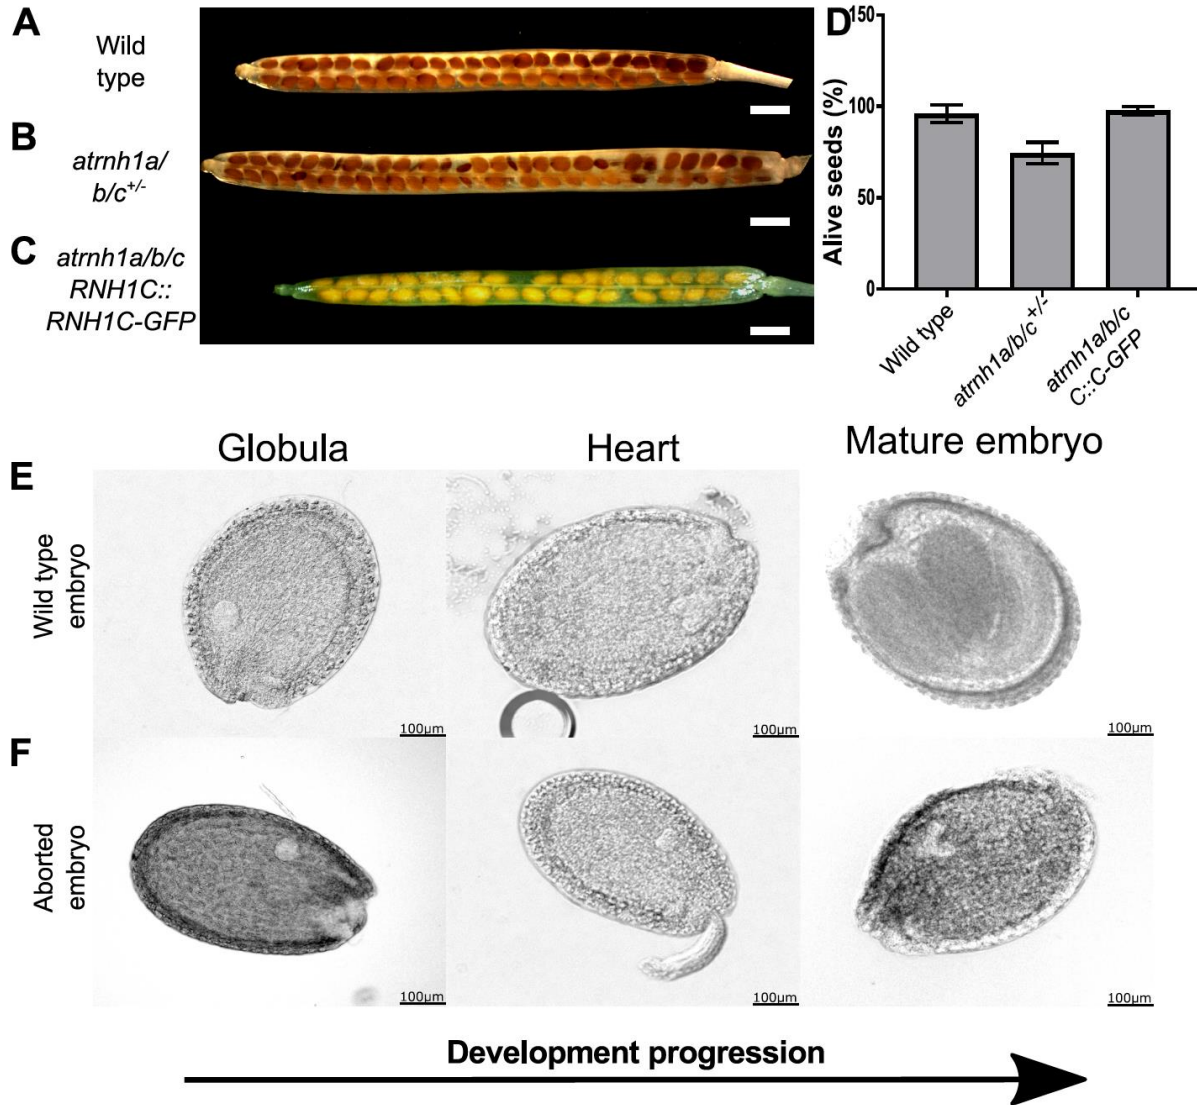 A
Wild
type
B
atrnh1a/
b/c+/-
C
atrnh1a/b/c
RNH1C::
RNH1C-GFP
D
Alive seeds (%)
150
100
50
0
Wild type
atrnh1a/b/c+/-
atrnh1a/b/c
C::C-GFP
Globula
Heart
Mature embryo
E
Wild type
embryo
100µm
100µm
100µm
F
Aborted
embryo
100µm
100µm
100µm
Development progression